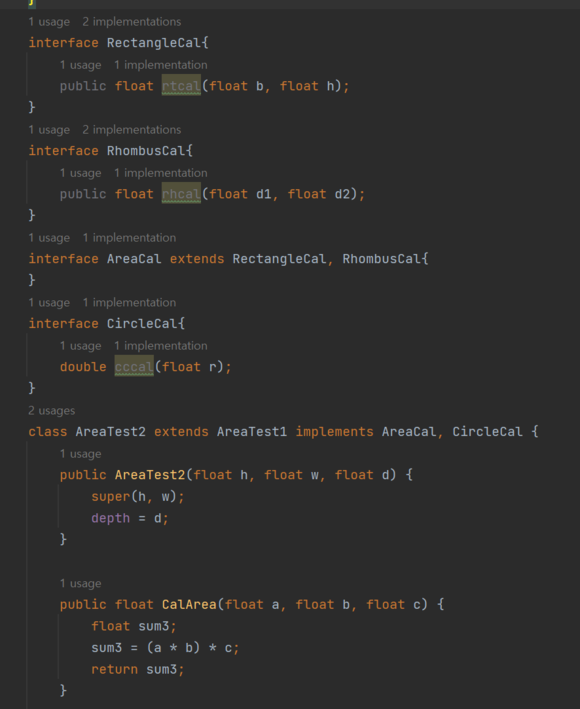 }
1 usage 2 implementations
interface RectangleCal{
1 usage 1 implementation
public float rtcal(float b, float h);
}
1 usage 2 implementations
interface RhombusCal{
1 usage 1 implementation
public float rhcal(float d1, float d2);
}
1 usage 1 implementation
interface AreaCal extends RectangleCal, RhombusCal{
}
1 usage 1 implementation
interface CircleCal{
1 usage 1 implementation
double cccal(float r);
}
2 usages
class AreaTest2 extends AreaTest1 implements AreaCal, CircleCal {
1 usage
public AreaTest2(float h, float w, float d) {
super(h, w);
depth = d;
}
1 usage
public float CalArea(float a, float b, float c) {
float sum3;
sum3 = (a * b) * c;
return sum3;
}